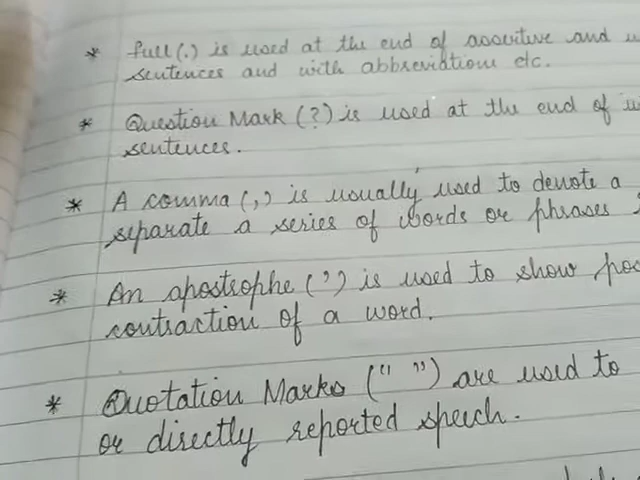 * full (.) is used at the end of assertive and
sentences and with abbreviations etc.
* Question Mark (?) is used at the end of
sentences.
* A comma (,) is usually used to denote a
separate a series of words or phrases
* An apostrophe (’) is used to show
contraction of a word.
* Quotation Marks (“ ”) are used to
or directly reported speech.